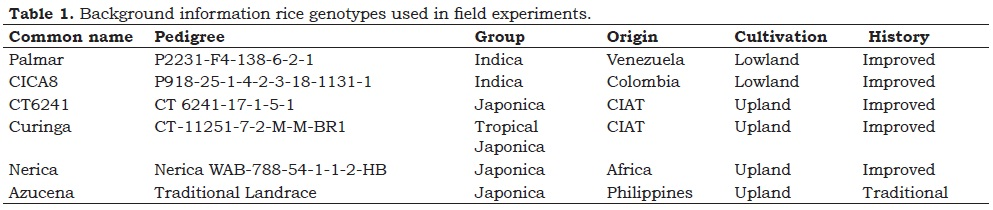 Table 1. Background information rice genotypes used in field experiments.
Common name Pedigree Group Origin Cultivation History
Palmar P2231-F4-138-6-2-1 Indica Venezuela Lowland Improved
CICA8 P918-25-1-4-2-3-18-1131-1 Indica Colombia Lowland Improved
CT6241 CT 6241-17-1-5-1 Japonica CIAT Upland Improved
Curinga CT-11251-7-2-M-M-BR1 Tropical CIAT Upland Improved
Japonica
Nerica Nerica WAB-788-54-1-1-2-HB Japonica Africa Upland Improved
Azucena Traditional Landrace Japonica Philippines Upland Traditional